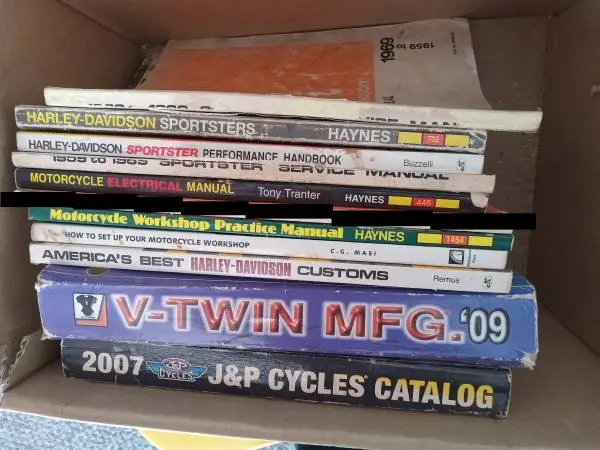 1969
1959 to
HARLEY-DAVIDSON SPORTSTERS HAYNES 702
HARLEY-DAVIDSON SPORTSTER PERFORMANCE HANDBOOK Buzzelli
1959 to 1969 SPORTSTER SERVICE MANUAL
MOTORCYCLE ELECTRICAL MANUAL Tony Tranter HAYNES 446
Motorcycle Workshop Practice Manual HAYNES 1454
HOW TO SET UP YOUR MOTORCYCLE WORKSHOP C.G. MASI
AMERICA'S BEST HARLEY-DAVIDSON CUSTOMS Remus
V-TWIN MFG. '09
2007 J&P CYCLES J&P CYCLES CATALOG